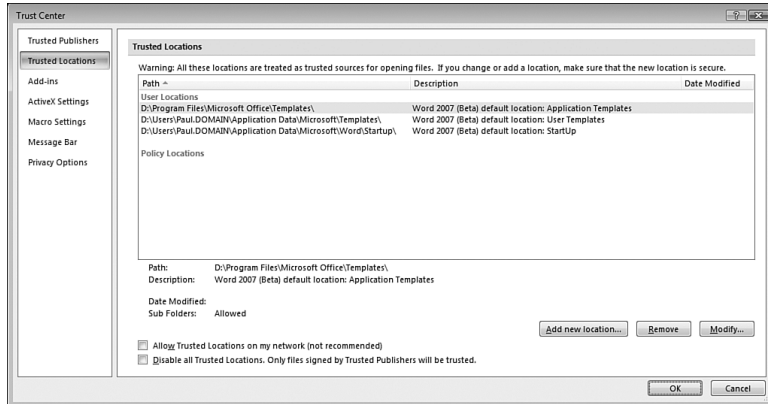 Trust Center
Trusted Publishers
Trusted Locations
Add-ins
ActiveX Settings
Macro Settings
Message Bar
Privacy Options
Trusted Locations
Warning: All these locations are treated as trusted sources for opening files. If you change or add a location, make sure that the new location is secure.
Path Description Date Modified
User Locations
D:\Program Files\Microsoft Office\Templates\ Word 2007 (Beta) default location: Application Templates
D:\Users\Paul.DOMAIN\Application Data\Microsoft\Templates\ Word 2007 (Beta) default location: User Templates
D:\Users\Paul.DOMAIN\Application Data\Microsoft\Word\Startup\ Word 2007 (Beta) default location: StartUp
Policy Locations
Path: D:\Program Files\Microsoft Office\Templates\
Description: Word 2007 (Beta) default location: Application Templates
Date Modified:
Sub Folders: Allowed
Add new location... Remove Modify...
Allow Trusted Locations on my network (not recommended)
Disable all Trusted Locations. Only files signed by Trusted Publishers will be trusted.
OK Cancel